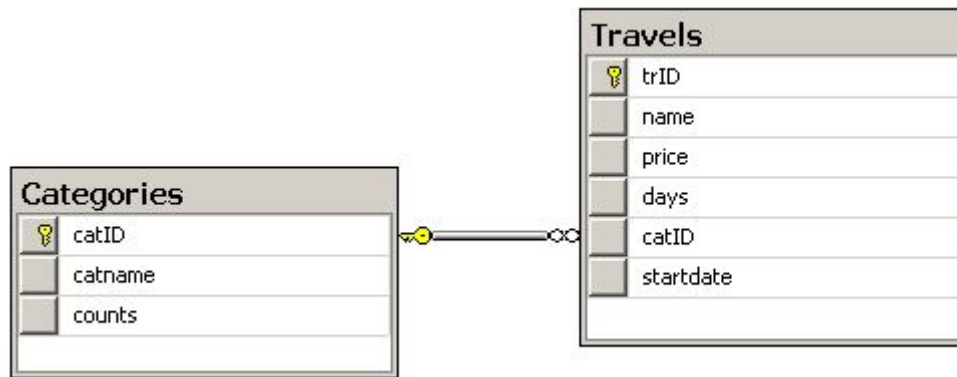 Categories
catID
catname
counts
Travels
trID
name
price
days
catID
startdate